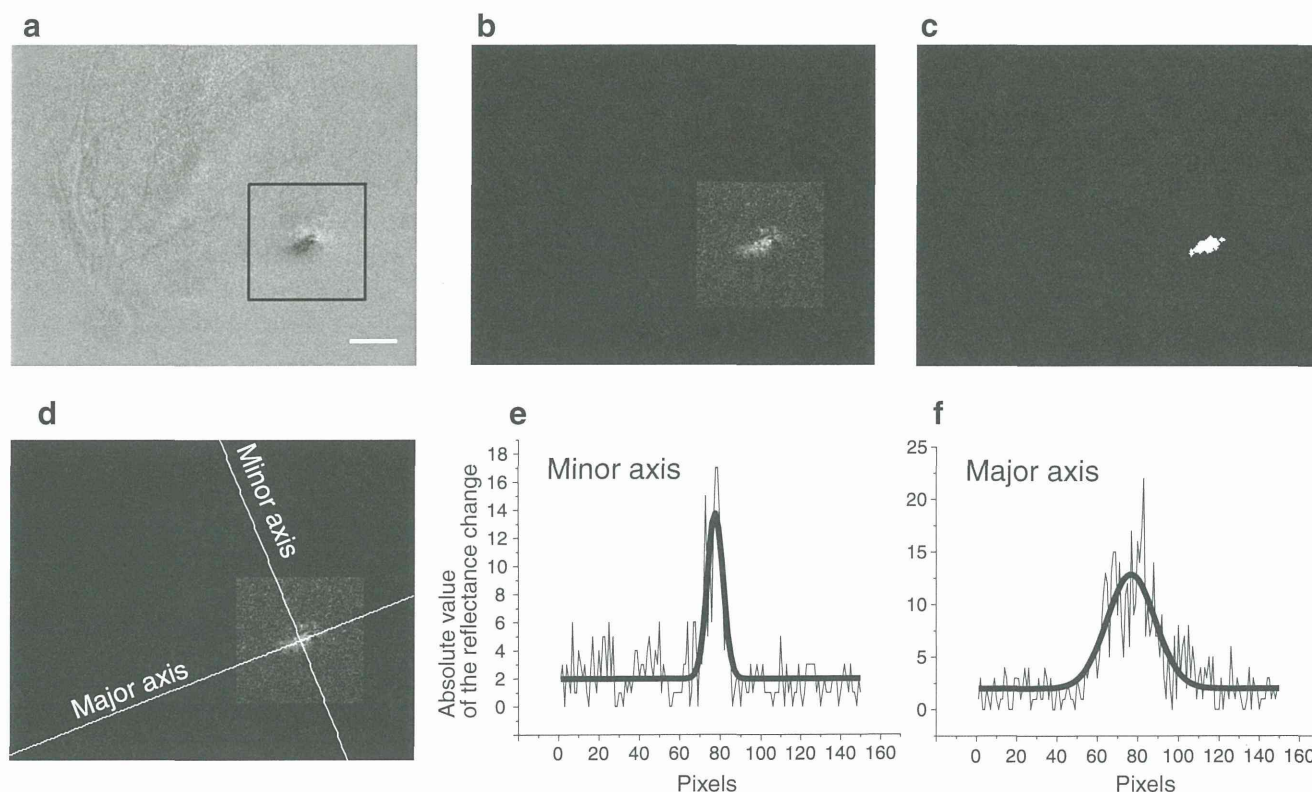 a
b
c
d
Minor axis
Major axis
e
Minor axis
Absolute value
of the reflectance change
18
16
14
12
10
8
6
4
2
0
0 20 40 60 80 100 120 140 160
Pixels
f
Major axis
25
20
15
10
5
0
0 20 40 60 80 100 120 140 160
Pixels